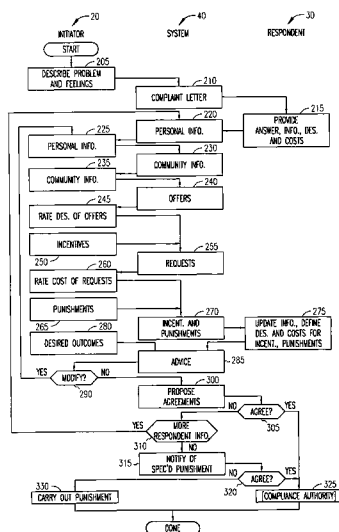 20
40
30
INITIATOR
SYSTEM
RESPONDENT
START
205
DESCRIBE PROBLEM
AND FEELINGS
210
COMPLAINT LETTER
215
PROVIDE
ANSWER, INFO., DES.
AND COSTS
220
PERSONAL INFO.
225
PERSONAL INFO.
230
COMMUNITY INFO.
235
COMMUNITY INFO.
240
OFFERS
245
RATE DES. OF OFFERS
INCENTIVES
250
255
REQUESTS
260
RATE COST OF REQUESTS
PUNISHMENTS
265
270
INCENT. AND
PUNISHMENTS
275
UPDATE INFO., DEFINE
DES. AND COSTS FOR
INCENT., PUNISHMENTS
280
DESIRED OUTCOMES
ADVICE
285
YES
MODIFY?
NO
290
300
PROPOSE
AGREEMENTS
NO
AGREE?
YES
305
YES
MORE
RESPONDENT INFO.
310
NO
315
NOTIFY OF
SPEC'D PUNISHMENT
NO
AGREE?
YES
320
325
COMPLIANCE AUTHORITY
330
CARRY OUT PUNISHMENT
DONE